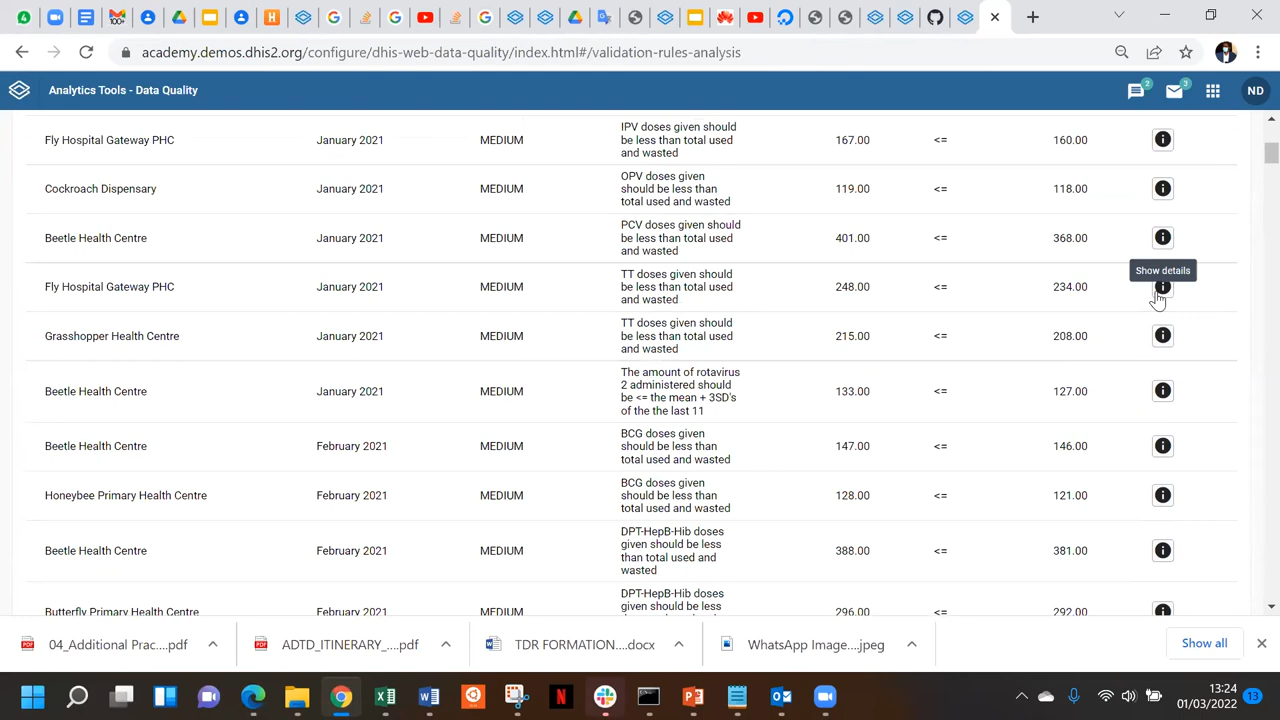 academy.demos.dhis2.org/configure/dhis-web-data-quality/index.html#/validation-rules-analysis
Analytics Tools - Data Quality
2
3
ND
Fly Hospital Gateway PHC January 2021 MEDIUM IPV doses given should be less than total used and wasted 167.00 <= 160.00
Cockroach Dispensary January 2021 MEDIUM OPV doses given should be less than total used and wasted 119.00 <= 118.00
Beetle Health Centre January 2021 MEDIUM PCV doses given should be less than total used and wasted 401.00 <= 368.00
Show details
Fly Hospital Gateway PHC January 2021 MEDIUM TT doses given should be less than total used and wasted 248.00 <= 234.00
Grasshopper Health Centre January 2021 MEDIUM TT doses given should be less than total used and wasted 215.00 <= 208.00
Beetle Health Centre January 2021 MEDIUM The amount of rotavirus 2 administered should be <= the mean + 3SD's of the the last 11 133.00 <= 127.00
Beetle Health Centre February 2021 MEDIUM BCG doses given should be less than total used and wasted 147.00 <= 146.00
Honeybee Primary Health Centre February 2021 MEDIUM BCG doses given should be less than total used and wasted 128.00 <= 121.00
Beetle Health Centre February 2021 MEDIUM DPT-HepB-Hib doses given should be less than total used and wasted 388.00 <= 381.00
Butterfly Primary Health Centre February 2021 MEDIUM DPT-HepB-Hib doses given should be less 296.00 <= 292.00
04_Additional Prac....pdf
ADTD_ITINERARY_....pdf
TDR FORMATION....docx
WhatsApp Image....jpeg
Show all
13:24
01/03/2022
13